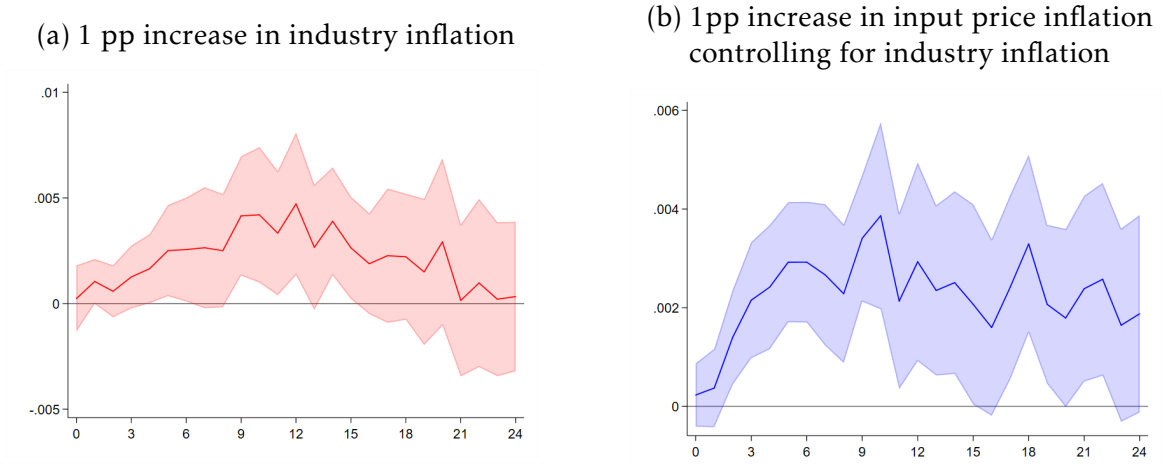 (a) 1 pp increase in industry inflation
.01
.005
0
-.005
0 3 6 9 12 15 18 21 24
(b) 1pp increase in input price inflation
controlling for industry inflation
.006
.004
.002
0
0 3 6 9 12 15 18 21 24